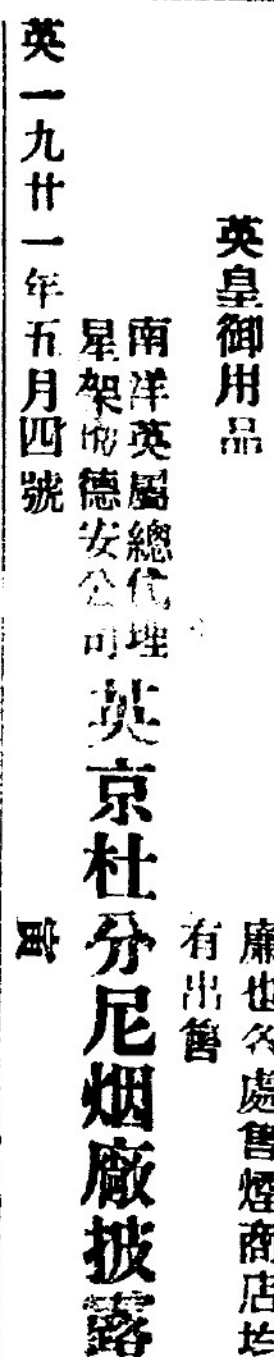 廉也各處售煙商店均
有出售
英皇御用品
南洋英屬總代理
星架坡德安公司
英京杜分尼烟廠披露
英一九廿一年五月四號